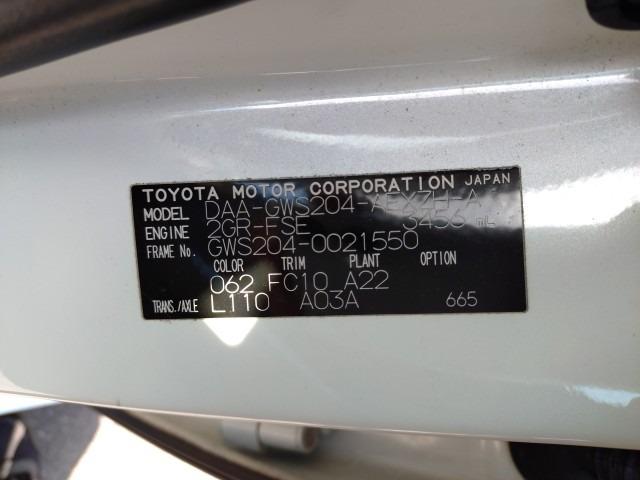 TOYOTA MOTOR CORPORATION JAPAN
MODEL DAA-GWS204-AEXZH-A
ENGINE 2GR-FSE 3456 mL
FRAME No. GWS204-0021550
COLOR TRIM PLANT OPTION
062 FC10 A22
TRANS./AXLE L110 A03A 665